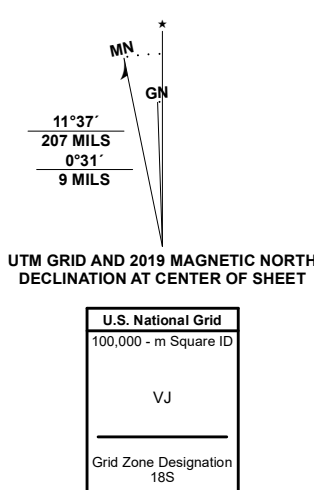 ★
MN
GN
11°37´
207 MILS
0°31´
9 MILS
UTM GRID AND 2019 MAGNETIC NORTH
DECLINATION AT CENTER OF SHEET
U.S. National Grid
100,000 - m Square ID
VJ
Grid Zone Designation
18S